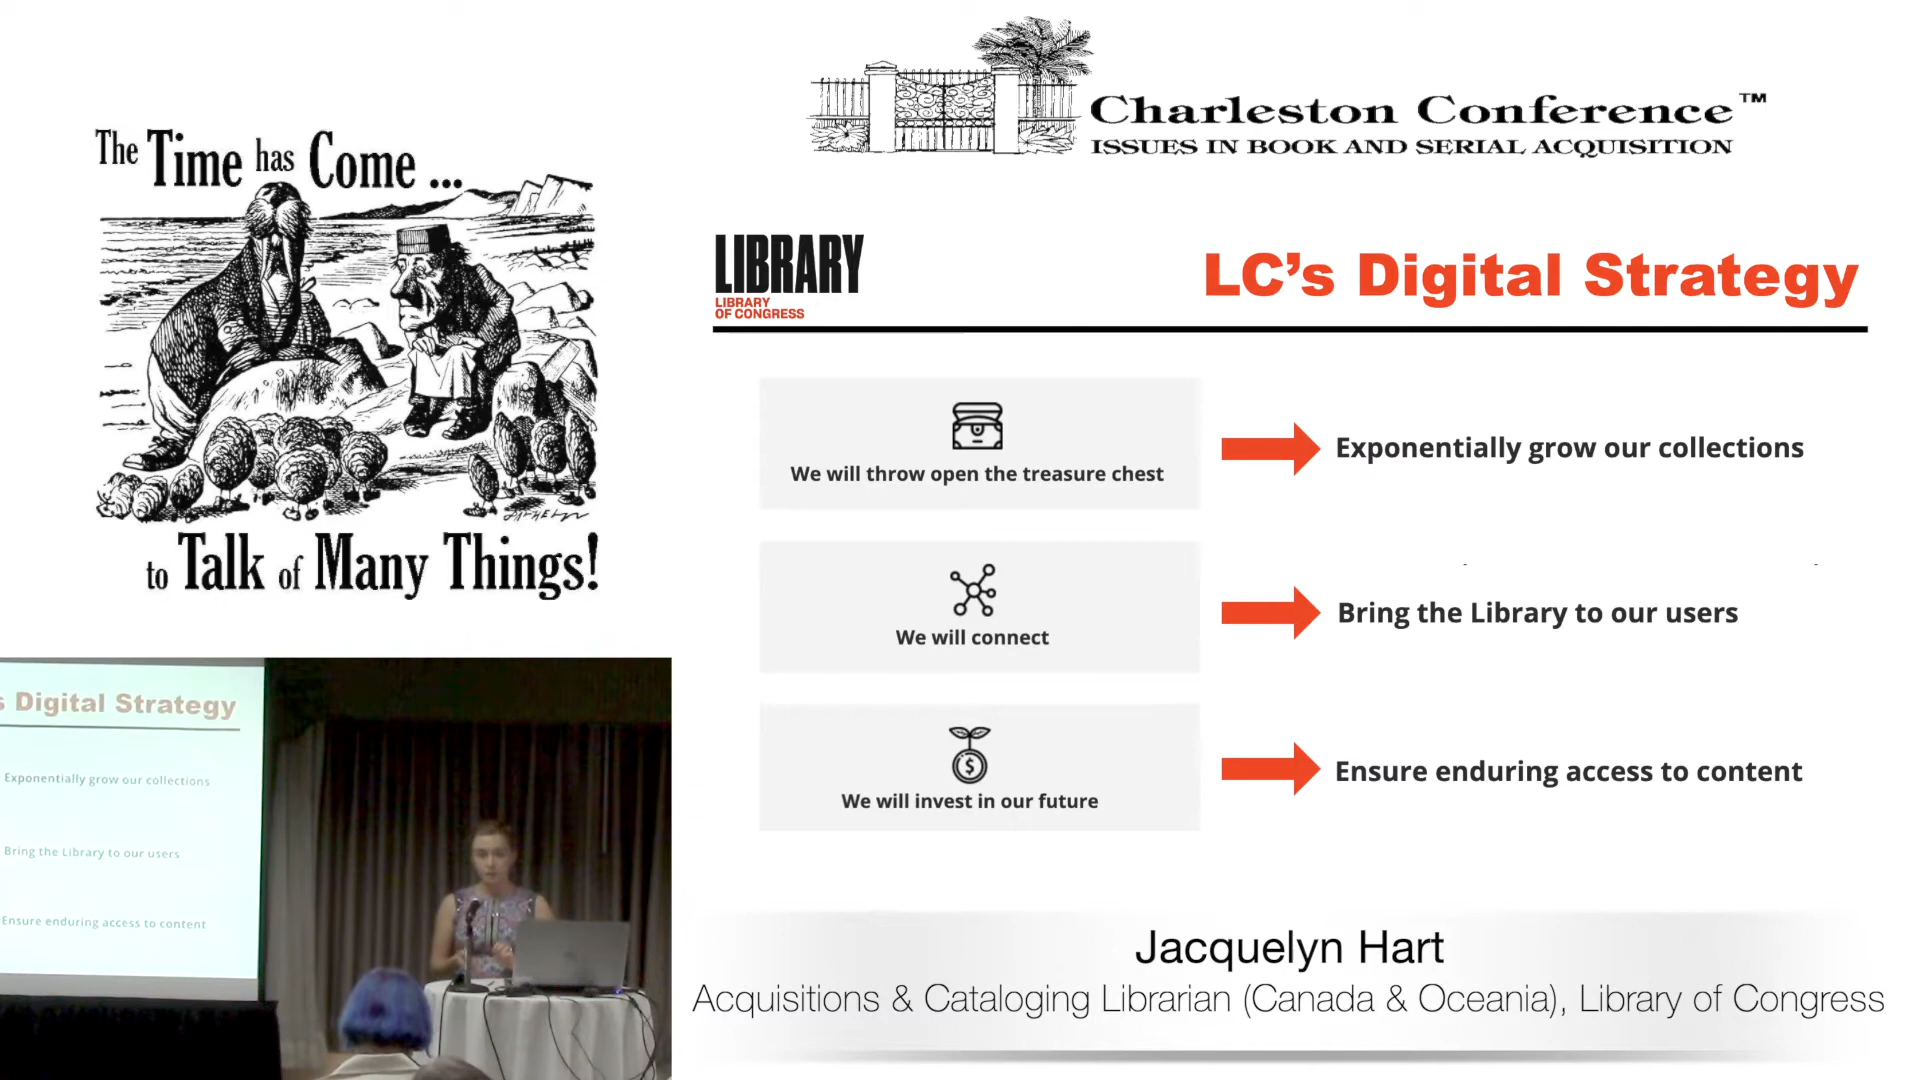 The Time has Come ...
to Talk of Many Things!
Charleston Conference™
ISSUES IN BOOK AND SERIAL ACQUISITION
LIBRARY
LIBRARY
OF CONGRESS
LC’s Digital Strategy
We will throw open the treasure chest
Exponentially grow our collections
We will connect
Bring the Library to our users
We will invest in our future
Ensure enduring access to content
s Digital Strategy
Exponentially grow our collections
Bring the Library to our users
Ensure enduring access to content
Jacquelyn Hart
Acquisitions & Cataloging Librarian (Canada & Oceania), Library of Congress